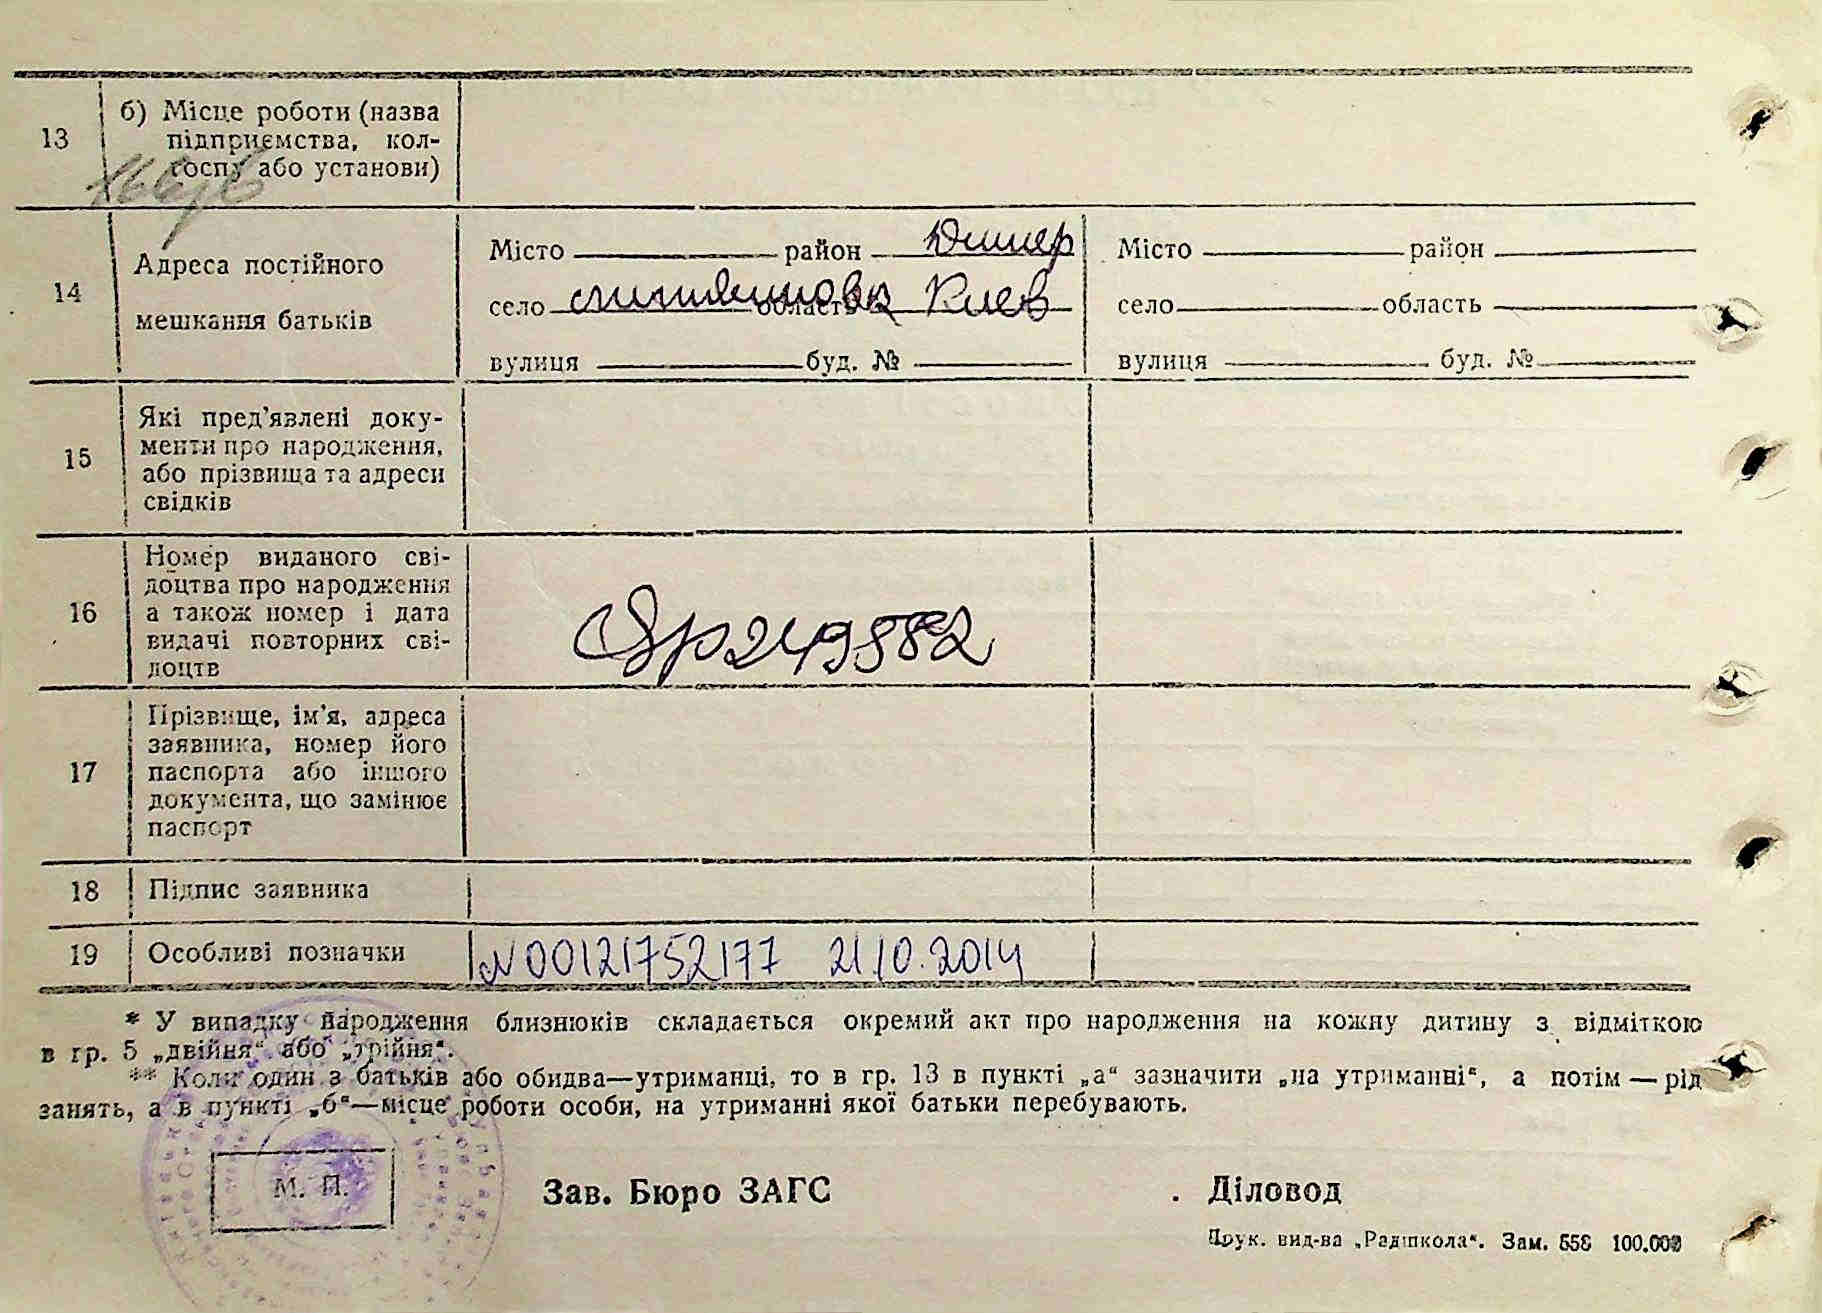 13 б) Місце роботи (назва
підприємства, кол-
госпу або установи)
14 Адреса постійного
мешкання батьків
Місто район Димер
село область Киев
вулиця буд. №
Місто район
село область
вулиця буд. №
15 Які пред'явлені доку-
менти про народження,
або прізвища та адреси
свідків
16 Номер виданого сві-
доцтва про народження
а також номер і дата
видачі повторних сві-
доцтв
249882
17 Прізвище, ім'я, адреса
заявника, номер його
паспорта або іншого
документа, що замінює
паспорт
18 Підпис заявника
19 Особливі позначки N00121752177 21.10.2014
* У випадку народження близнюків складається окремий акт про народження на кожну дитину з відміткою
в гр. 5 „двійня“ або „трійня“.
** Коли один з батьків або обидва—утриманці, то в гр. 13 в пункті „а“ зазначити „на утриманні“, а потім — рід
занять, а в пункті „б“—місце роботи особи, на утриманні якої батьки перебувають.
М. П.
Зав. Бюро ЗАГС
Діловод
Друк. вид-ва „Радшкола“. Зам. 558 100.000